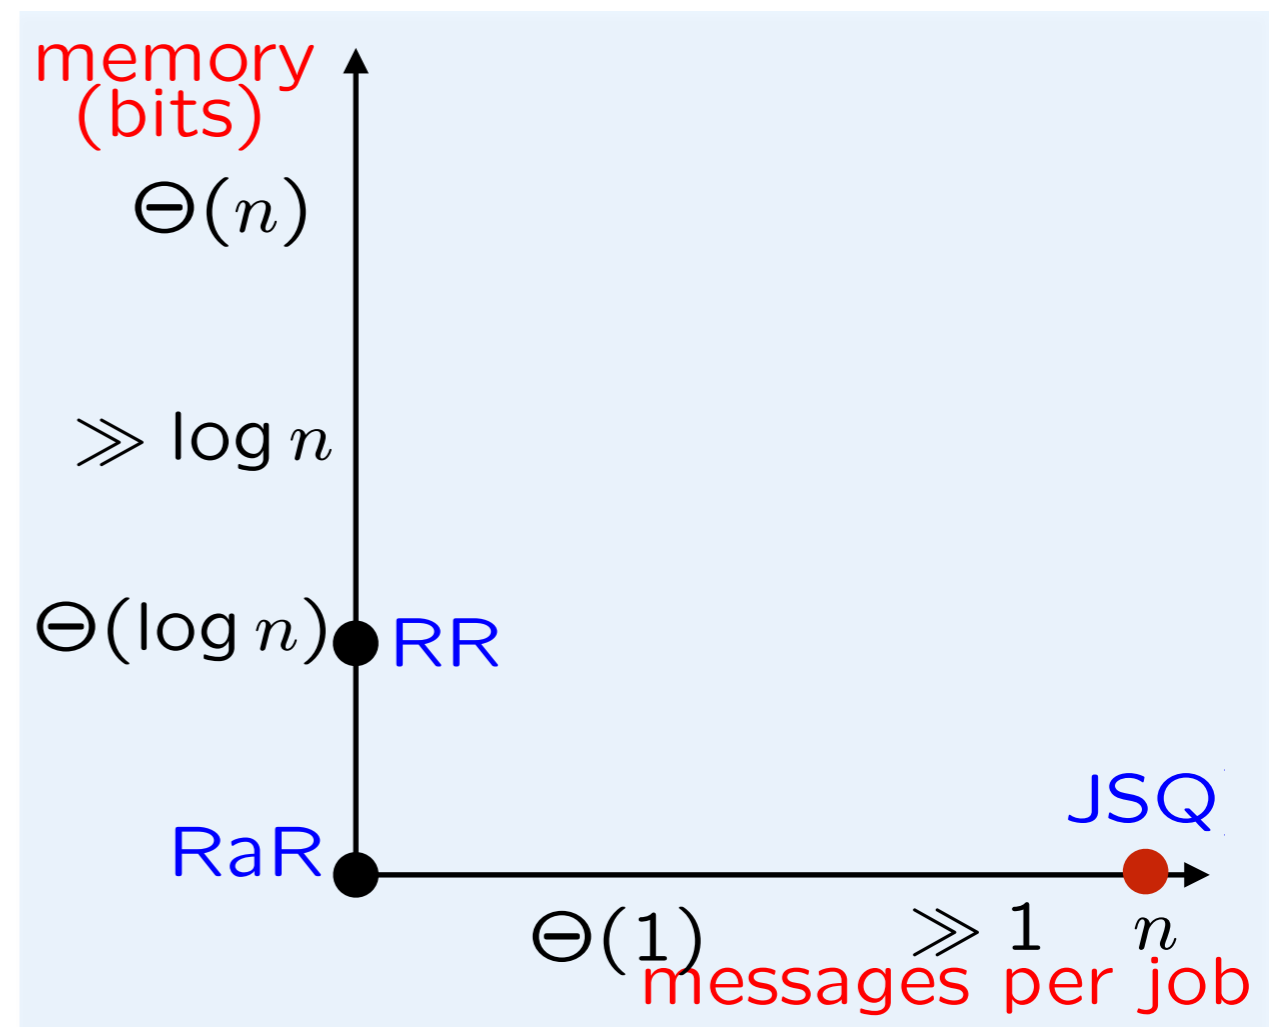 memory
(bits)
Θ(n)
≫ log n
Θ(log n) RR
JSQ
RaR
Θ(1) ≫ 1 n
messages per job